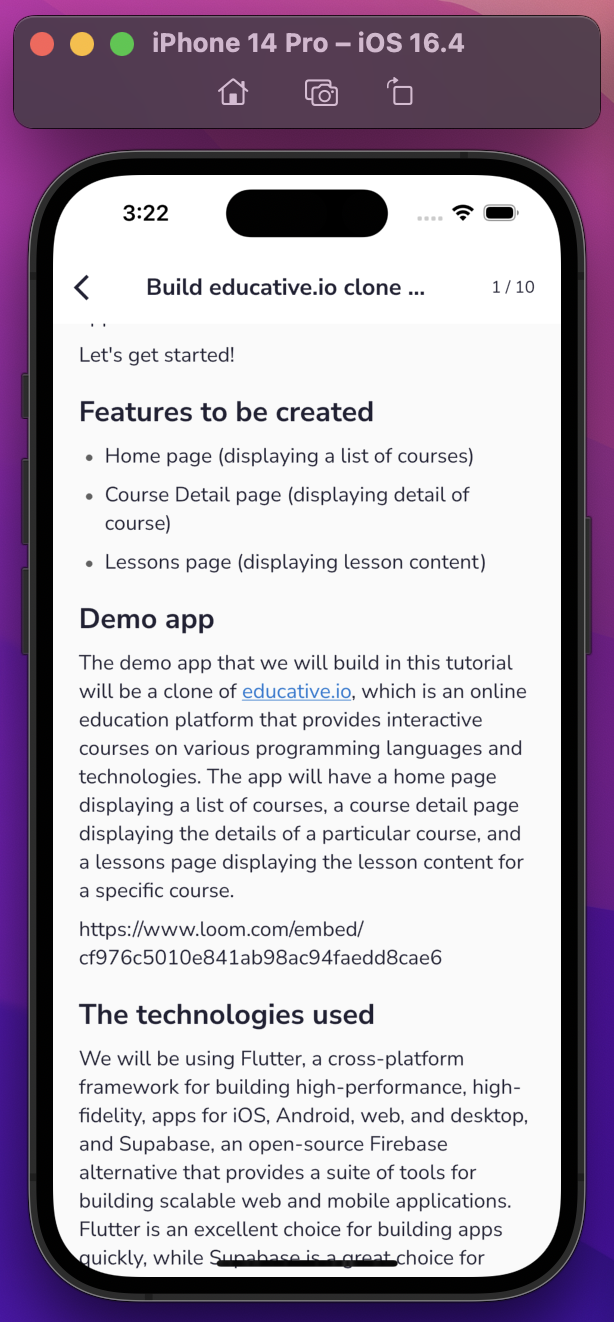 iPhone 14 Pro – iOS 16.4
3:22
Build educative.io clone ...
1 / 10
Let's get started!
Features to be created
• Home page (displaying a list of courses)
• Course Detail page (displaying detail of
course)
• Lessons page (displaying lesson content)
Demo app
The demo app that we will build in this tutorial
will be a clone of educative.io, which is an online
education platform that provides interactive
courses on various programming languages and
technologies. The app will have a home page
displaying a list of courses, a course detail page
displaying the details of a particular course, and
a lessons page displaying the lesson content for
a specific course.
https://www.loom.com/embed/
cf976c5010e841ab98ac94faedd8cae6
The technologies used
We will be using Flutter, a cross-platform
framework for building high-performance, high-
fidelity, apps for iOS, Android, web, and desktop,
and Supabase, an open-source Firebase
alternative that provides a suite of tools for
building scalable web and mobile applications.
Flutter is an excellent choice for building apps
quickly, while Supabase is a great choice for